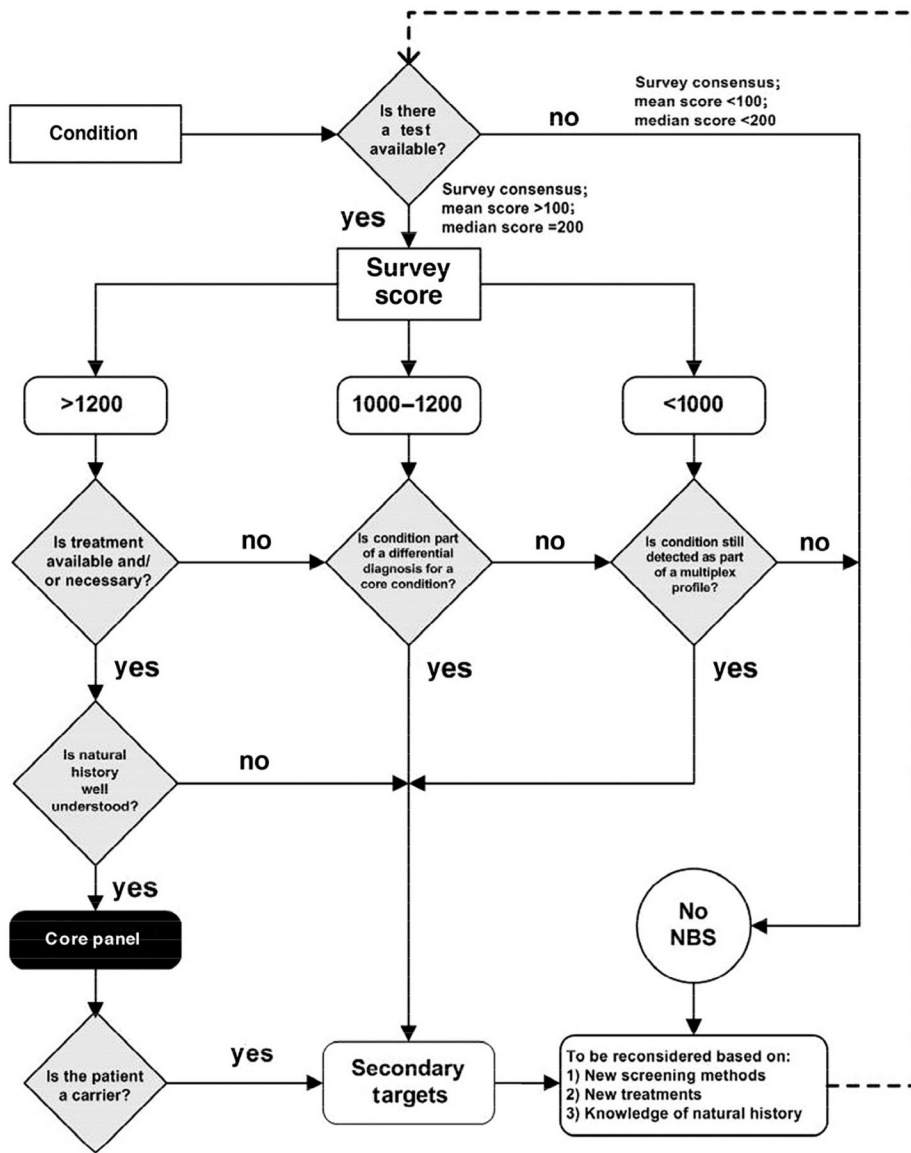 Condition
Is there
a test
available?
no
Survey consensus;
mean score <100;
median score <200
yes
Survey consensus;
mean score >100;
median score =200
Survey
score
>1200
1000–1200
<1000
Is treatment
available and/
or necessary?
no
Is condition part
of a differential
diagnosis for a
core condition?
no
Is condition still
detected as part
of a multiplex
profile?
no
yes
yes
yes
Is natural
history
well
understood?
no
yes
Core panel
No
NBS
Is the patient
a carrier?
yes
Secondary
targets
To be reconsidered based on:
1) New screening methods
2) New treatments
3) Knowledge of natural history